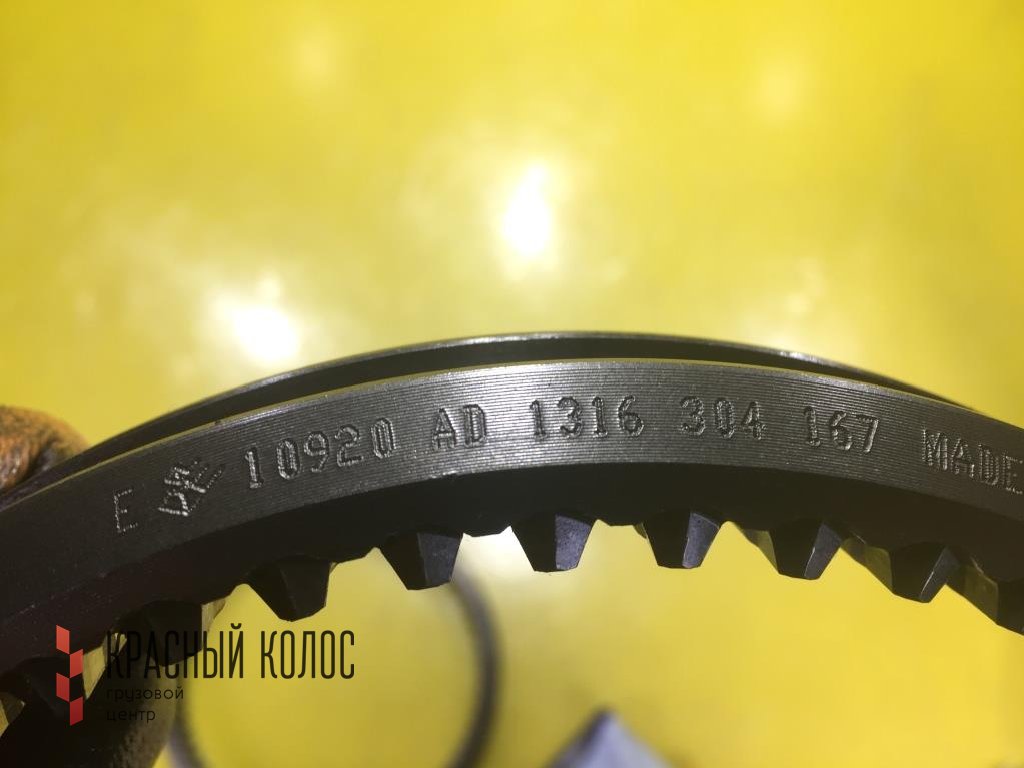 E 10920 AD 1316 304 167 MADE
КРАСНЫЙ КОЛОС
грузовой
центр